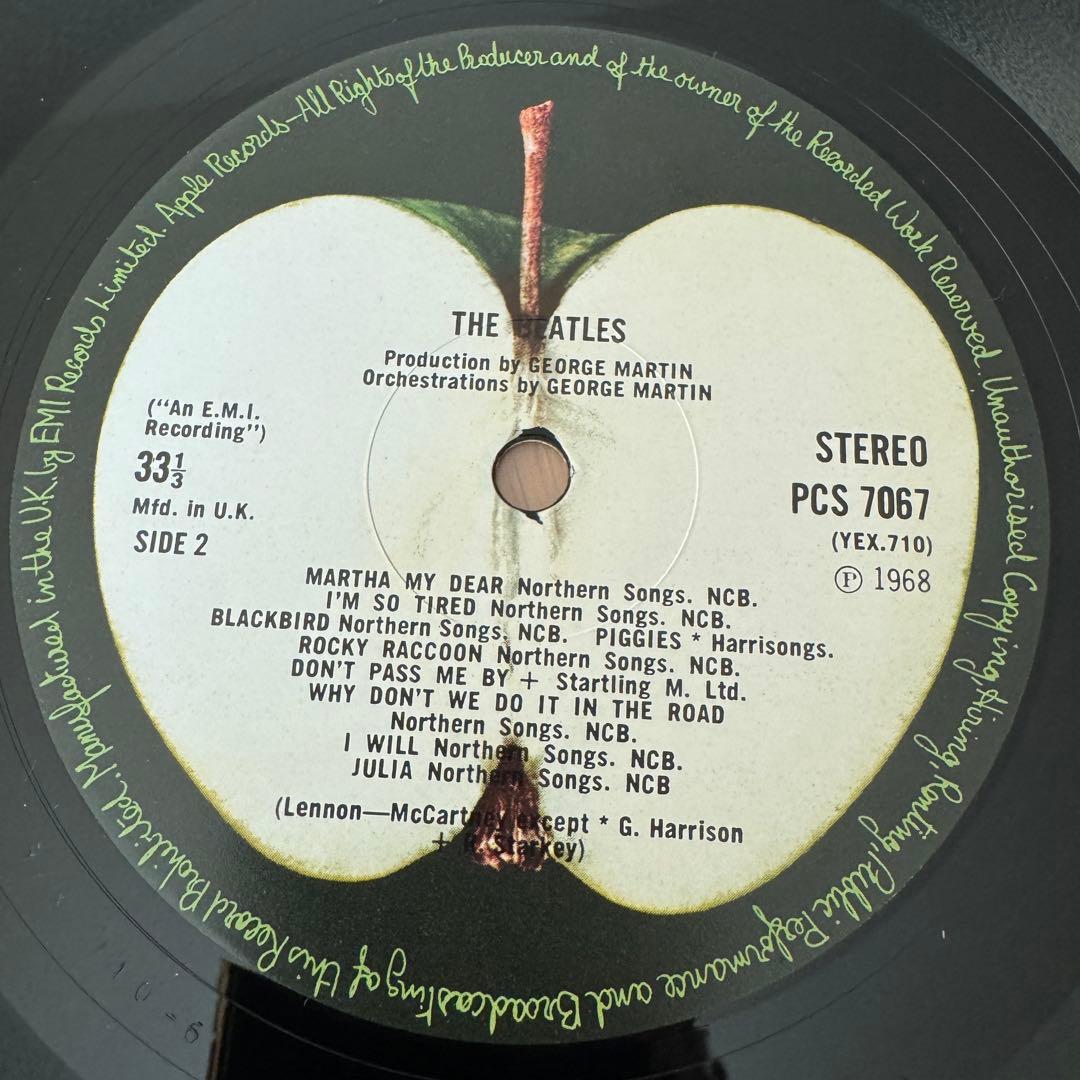 Manufactured in the U.K. by EMI Records Limited. Apple Records—All Rights of the Producer and of the owner of the Recorded Work Reserved. Unauthorised Copying, Hiring, Renting, Public Performance and Broadcasting of this Record Prohibited.
THE BEATLES
Production by GEORGE MARTIN
Orchestrations by GEORGE MARTIN
("An E.M.I.
Recording")
33⅓
Mfd. in U.K.
SIDE 2
STEREO
PCS 7067
(YEX.710)
Ⓟ 1968
MARTHA MY DEAR Northern Songs. NCB.
I'M SO TIRED Northern Songs. NCB.
BLACKBIRD Northern Songs. NCB. PIGGIES * Harrisongs.
ROCKY RACCOON Northern Songs. NCB.
DON'T PASS ME BY + Startling M. Ltd.
WHY DON'T WE DO IT IN THE ROAD
Northern Songs. NCB.
I WILL Northern Songs. NCB.
JULIA Northern Songs. NCB
(Lennon—McCartney except * G. Harrison
+ R. Starkey)